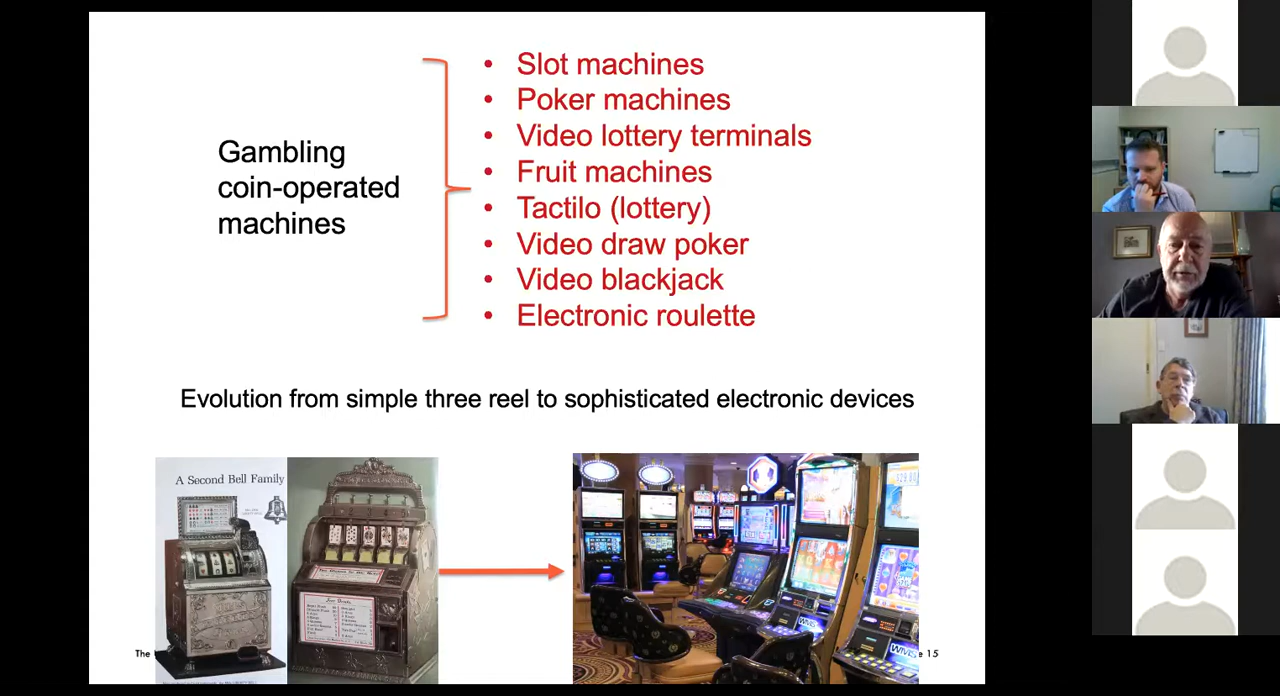 Gambling
coin-operated
machines
• Slot machines
• Poker machines
• Video lottery terminals
• Fruit machines
• Tactilo (lottery)
• Video draw poker
• Video blackjack
• Electronic roulette
Evolution from simple three reel to sophisticated electronic devices
A Second Bell Family
The
e 15